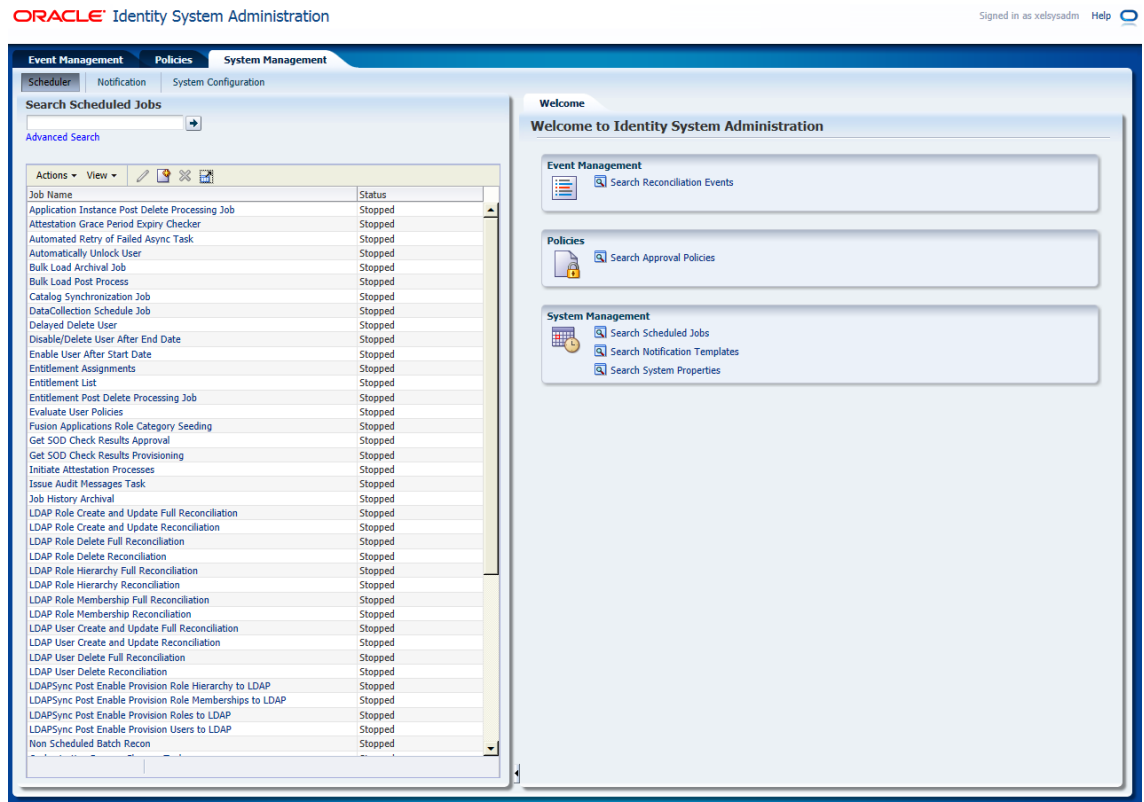 ORACLE Identity System Administration
Signed in as xelsysadm Help
Event Management Policies System Management
Scheduler Notification System Configuration
Search Scheduled Jobs
Advanced Search
Actions View
Job Name Status
Application Instance Post Delete Processing Job Stopped
Attestation Grace Period Expiry Checker Stopped
Automated Retry of Failed Async Task Stopped
Automatically Unlock User Stopped
Bulk Load Archival Job Stopped
Bulk Load Post Process Stopped
Catalog Synchronization Job Stopped
DataCollection Schedule Job Stopped
Delayed Delete User Stopped
Disable/Delete User After End Date Stopped
Enable User After Start Date Stopped
Entitlement Assignments Stopped
Entitlement List Stopped
Entitlement Post Delete Processing Job Stopped
Evaluate User Policies Stopped
Fusion Applications Role Category Seeding Stopped
Get SOD Check Results Approval Stopped
Get SOD Check Results Provisioning Stopped
Initiate Attestation Processes Stopped
Issue Audit Messages Task Stopped
Job History Archival Stopped
LDAP Role Create and Update Full Reconciliation Stopped
LDAP Role Create and Update Reconciliation Stopped
LDAP Role Delete Full Reconciliation Stopped
LDAP Role Delete Reconciliation Stopped
LDAP Role Hierarchy Full Reconciliation Stopped
LDAP Role Hierarchy Reconciliation Stopped
LDAP Role Membership Full Reconciliation Stopped
LDAP Role Membership Reconciliation Stopped
LDAP User Create and Update Full Reconciliation Stopped
LDAP User Create and Update Reconciliation Stopped
LDAP User Delete Full Reconciliation Stopped
LDAP User Delete Reconciliation Stopped
LDAPSync Post Enable Provision Role Hierarchy to LDAP Stopped
LDAPSync Post Enable Provision Role Memberships to LDAP Stopped
LDAPSync Post Enable Provision Roles to LDAP Stopped
LDAPSync Post Enable Provision Users to LDAP Stopped
Non Scheduled Batch Recon Stopped
Welcome
Welcome to Identity System Administration
Event Management
Search Reconciliation Events
Policies
Search Approval Policies
System Management
Search Scheduled Jobs
Search Notification Templates
Search System Properties